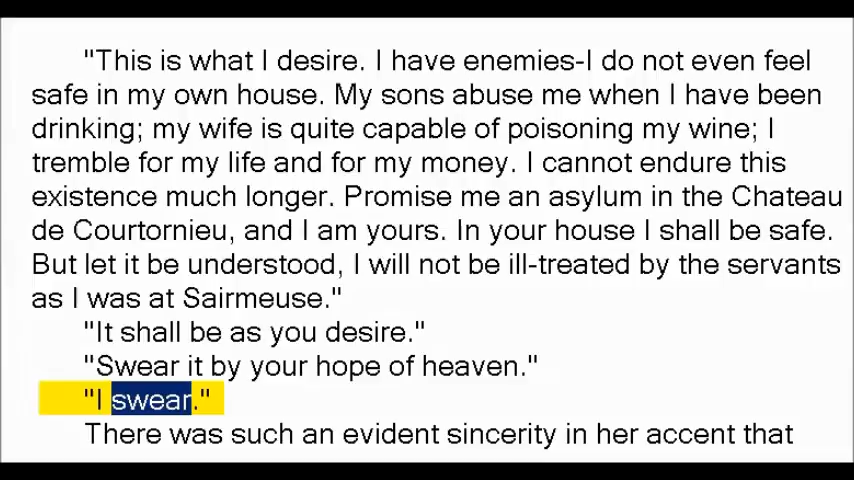 "This is what I desire. I have enemies-I do not even feel
safe in my own house. My sons abuse me when I have been
drinking; my wife is quite capable of poisoning my wine; I
tremble for my life and for my money. I cannot endure this
existence much longer. Promise me an asylum in the Chateau
de Courtornieu, and I am yours. In your house I shall be safe.
But let it be understood, I will not be ill-treated by the servants
as I was at Sairmeuse."
"It shall be as you desire."
"Swear it by your hope of heaven."
"I swear."
There was such an evident sincerity in her accent that